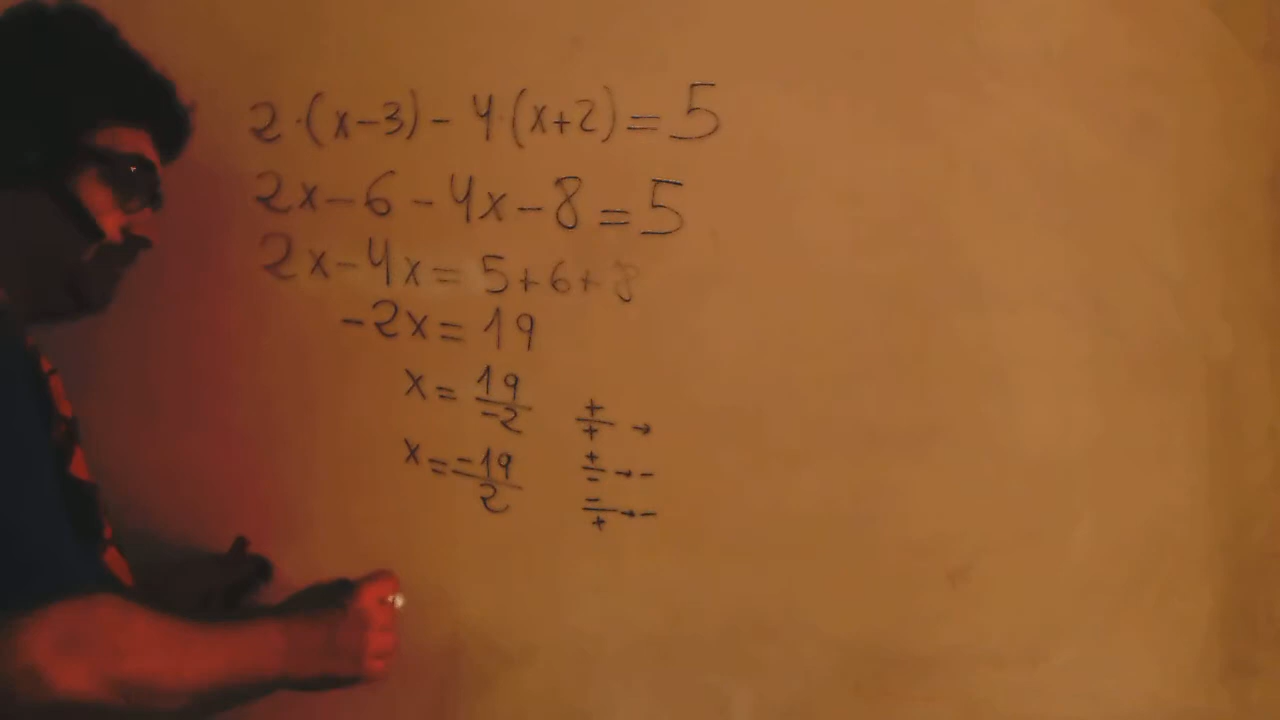 2·(x-3)-4·(x+2)=5
2x-6-4x-8=5
2x-4x=5+6+8
-2x=19
x=19/-2
+/+ →
x=-19/2
+/- → -
-/+ → -